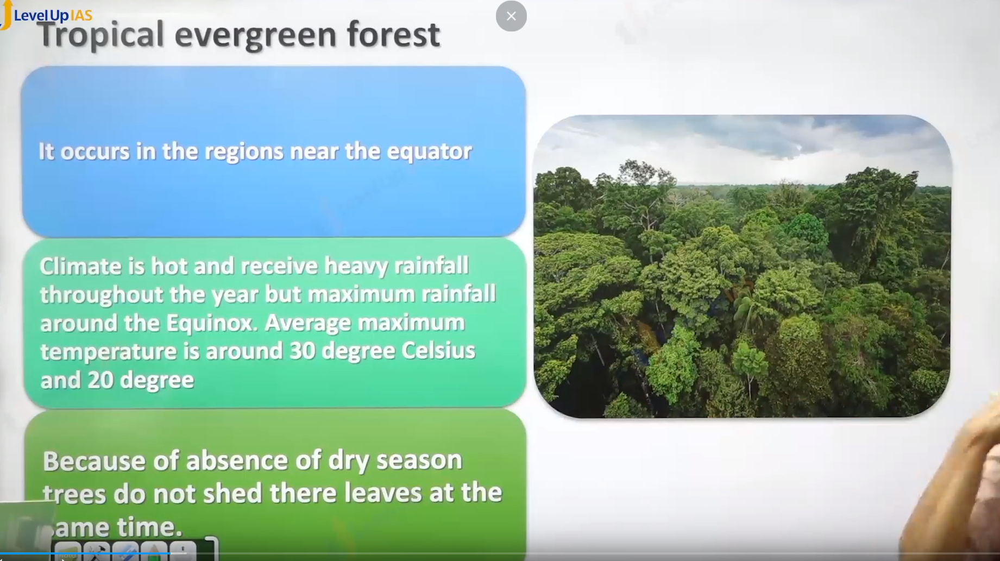 LevelUp IAS
Tropical evergreen forest
It occurs in the regions near the equator
Climate is hot and receive heavy rainfall
throughout the year but maximum rainfall
around the Equinox. Average maximum
temperature is around 30 degree Celsius
and 20 degree
Because of absence of dry season
trees do not shed there leaves at the
same time.